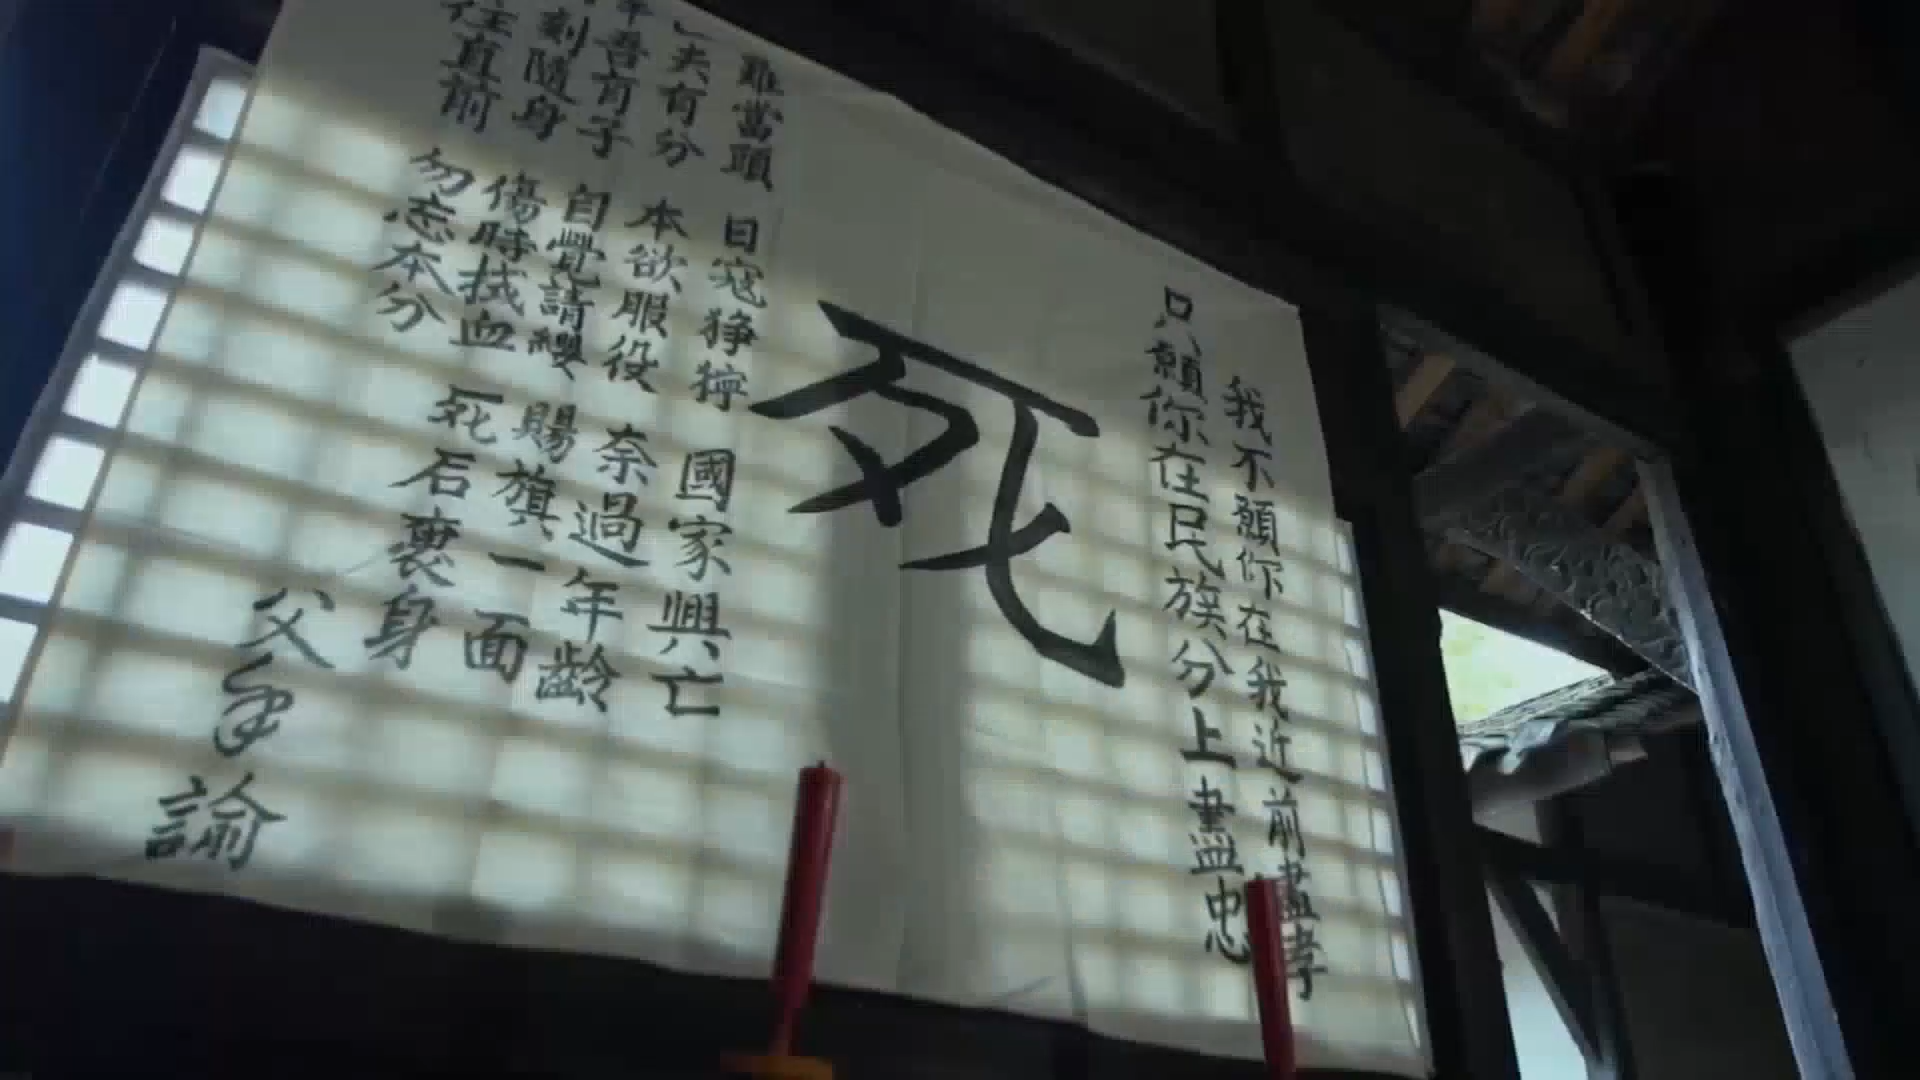 我不願你在我近前盡孝
只願你在民族分上盡忠
死
難當頭 日寇猙獰 國家興亡
夫有分 本欲服役 奈過年齡
吾有子 自覺請纓 賜旗一面
刻隨身 傷時拭血 死后裹身
往直前 勿忘本分
父手諭